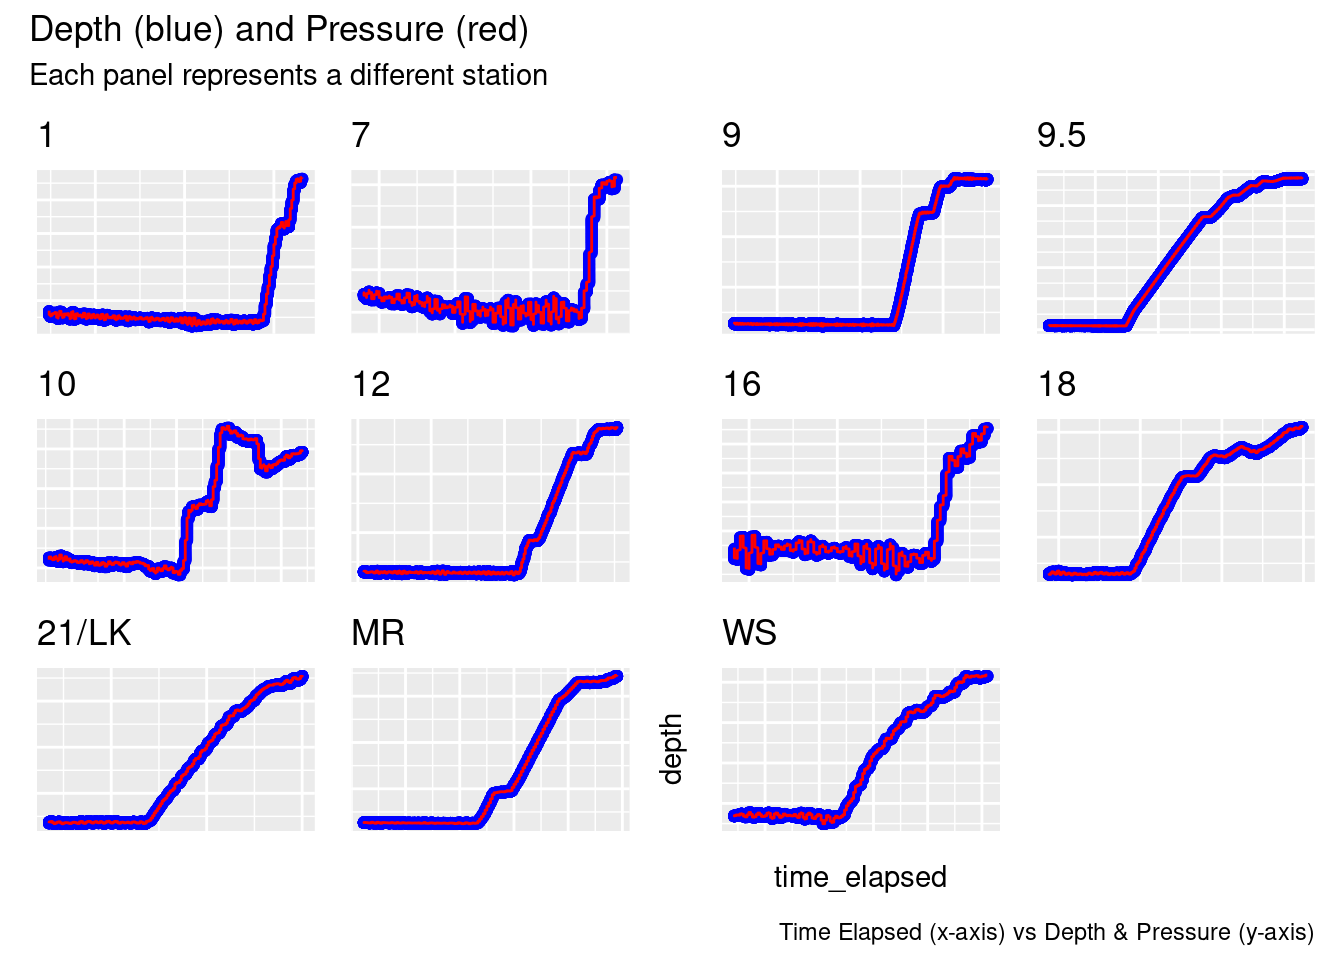 Depth (blue) and Pressure (red)
Each panel represents a different station
1
7
9
9.5
10
12
16
18
21/LK
MR
WS
depth
time_elapsed
Time Elapsed (x-axis) vs Depth & Pressure (y-axis)